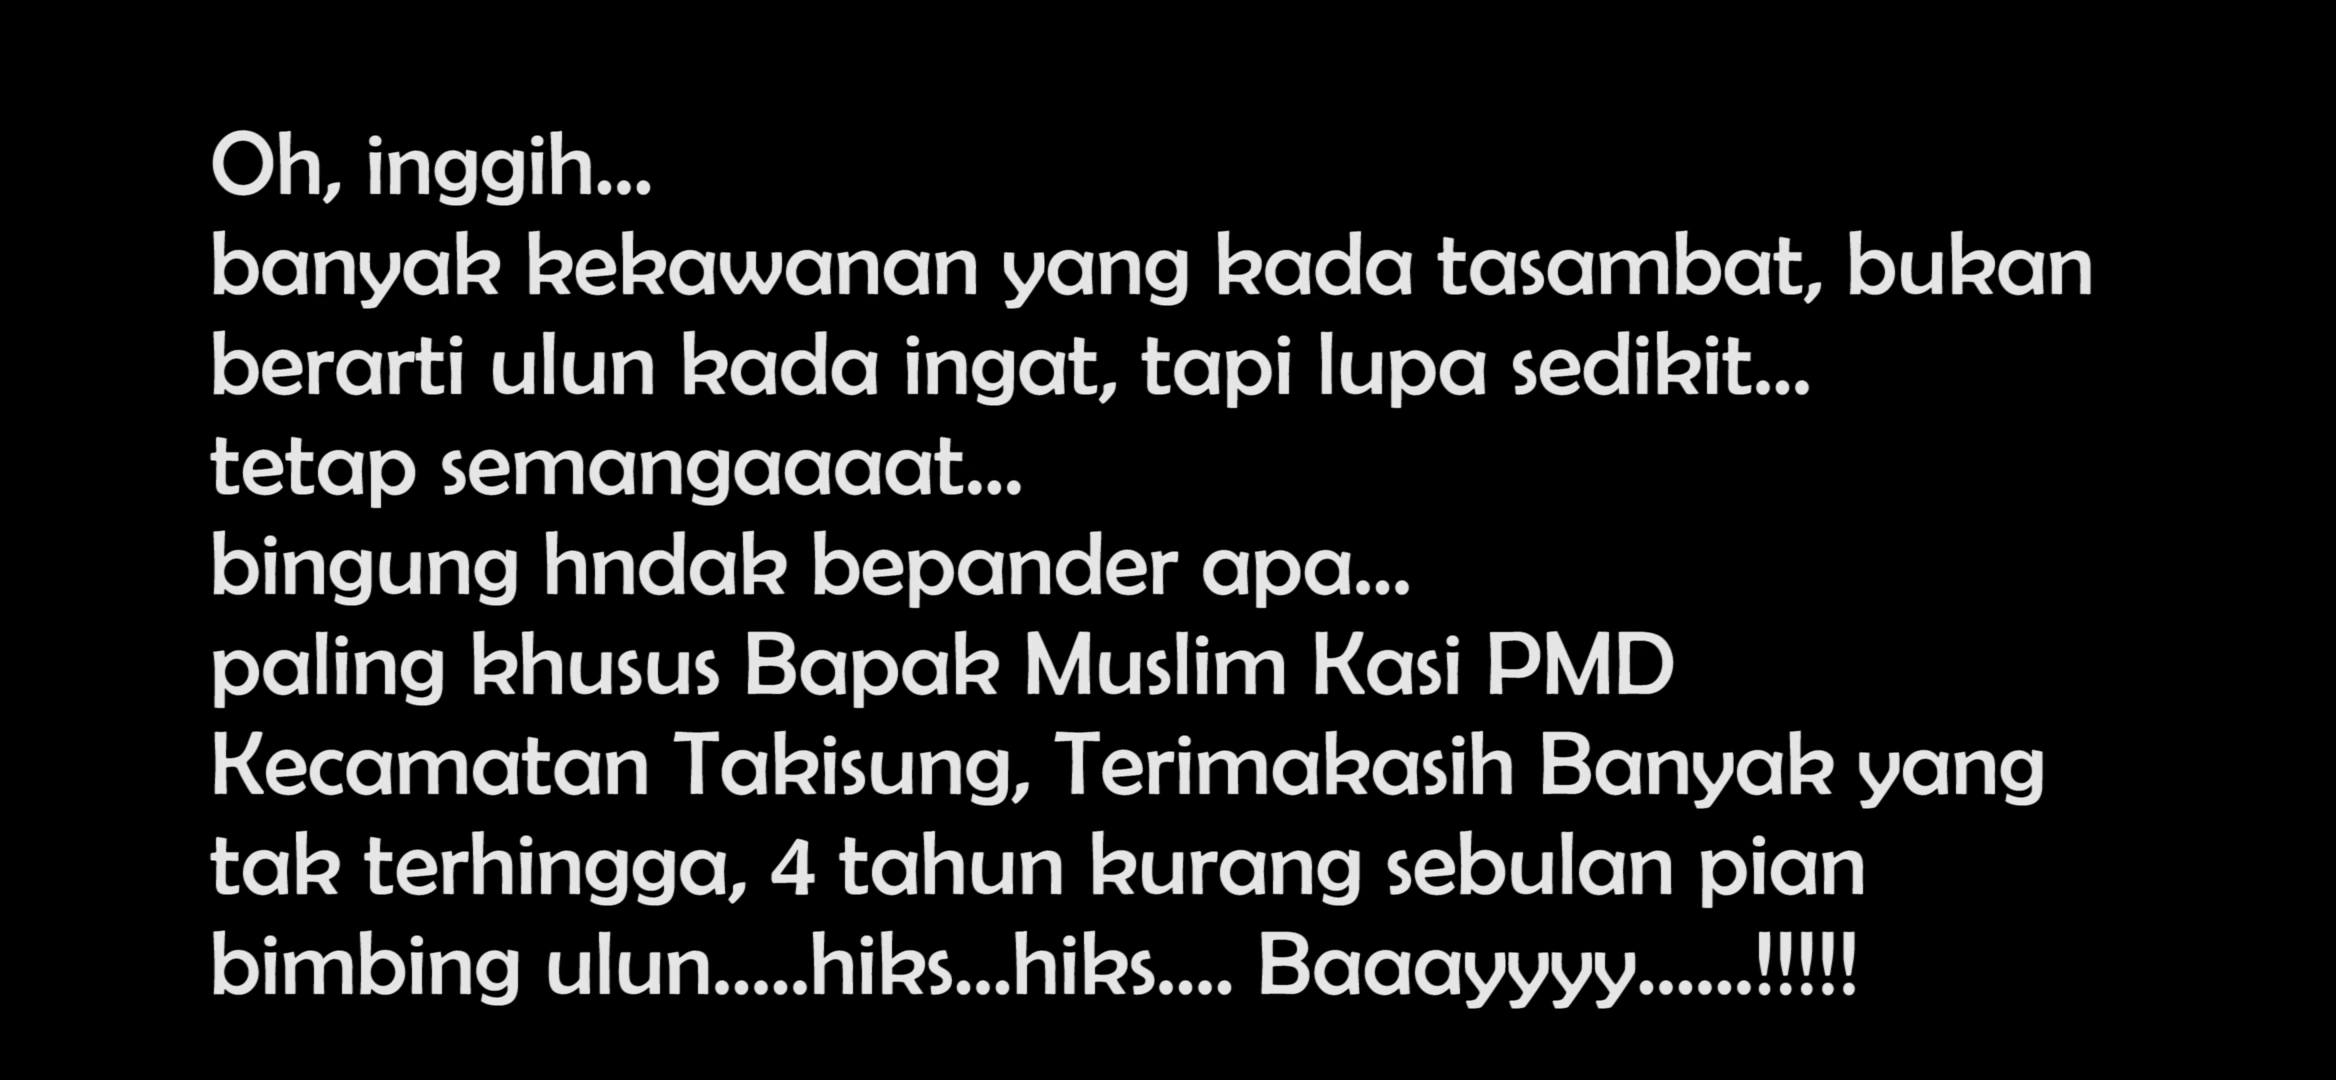 Oh, inggih...
banyak kekawanan yang kada tasambat, bukan
berarti ulun kada ingat, tapi lupa sedikit...
tetap semangaaaat...
bingung hndak bepander apa...
paling khusus Bapak Muslim Kasi PMD
Kecamatan Takisung, Terimakasih Banyak yang
tak terhingga, 4 tahun kurang sebulan pian
bimbing ulun.....hiks...hiks.... Baaayyyy......!!!!!